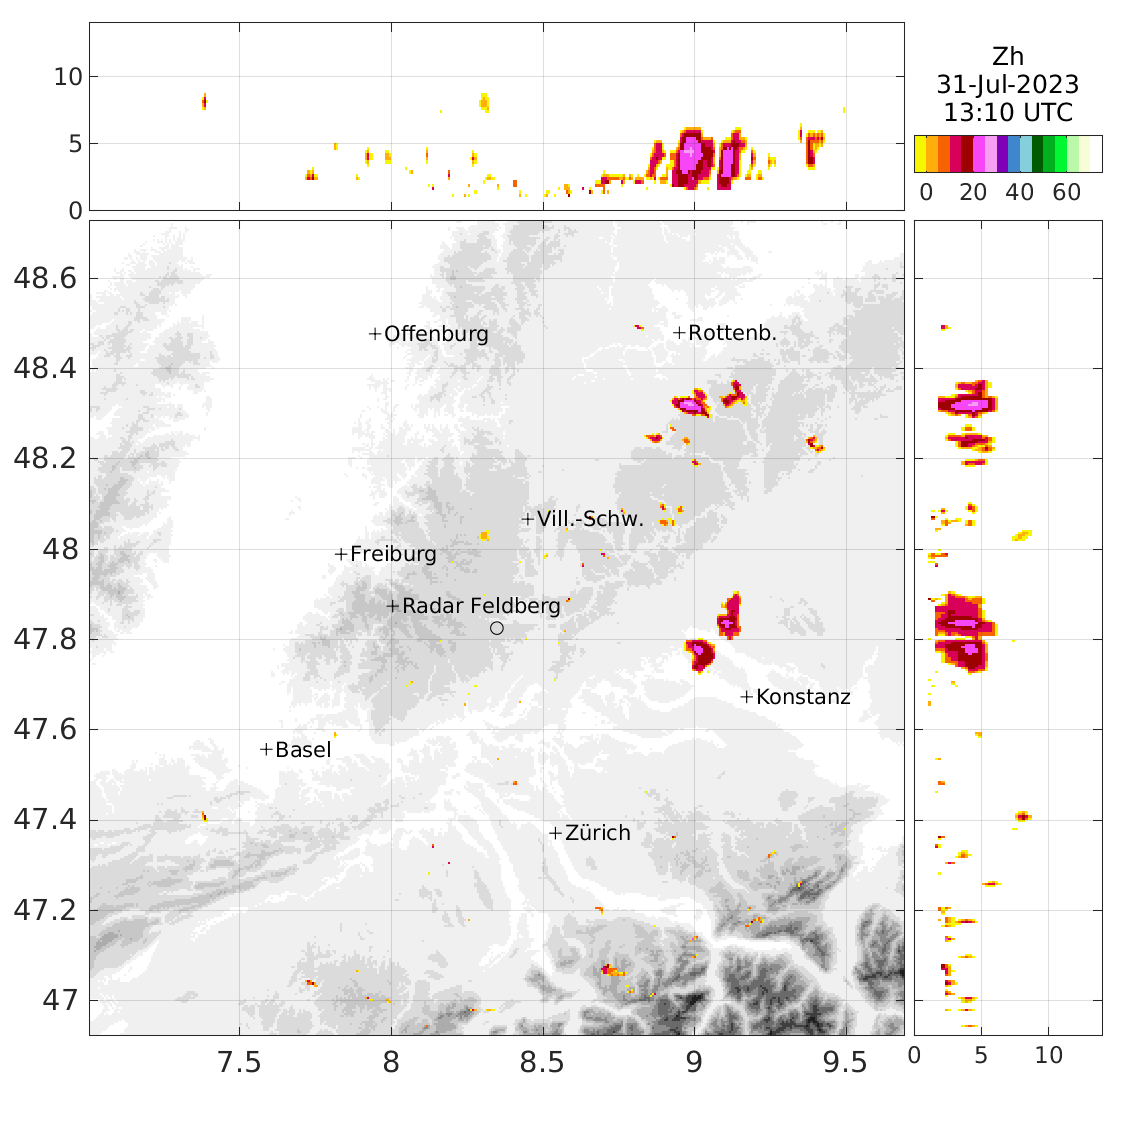 Zh
31-Jul-2023
13:10 UTC
0 20 40 60
10
5
0
48.6
48.4
48.2
48
47.8
47.6
47.4
47.2
47
Offenburg
Rottenb.
Vill.-Schw.
Freiburg
Radar Feldberg
Konstanz
Basel
Zürich
7.5 8 8.5 9 9.5
0 5 10